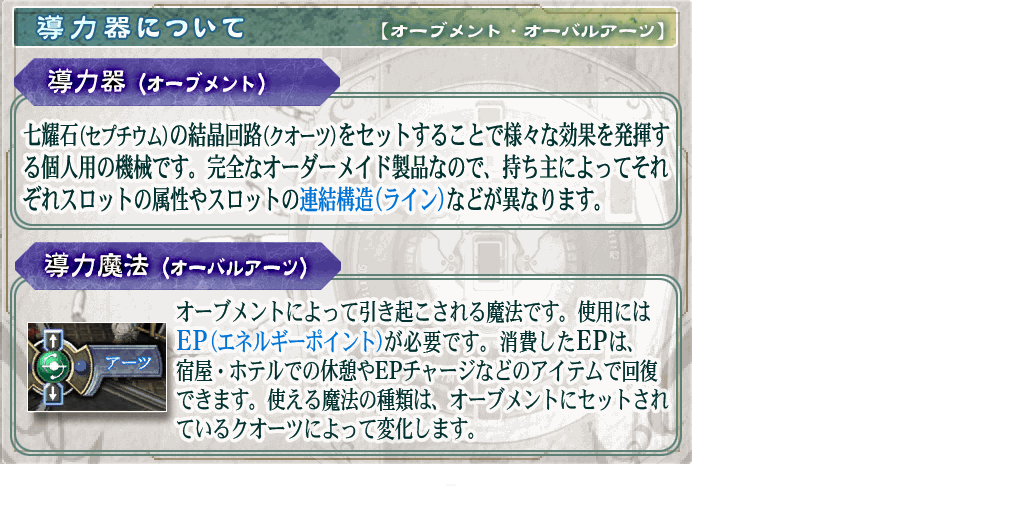 導力器について
【オーブメント・オーバルアーツ】
導力器 (オーブメント)
七耀石(セプチウム)の結晶回路(クオーツ)をセットすることで様々な効果を発揮す
る個人用の機械です。完全なオーダーメイド製品なので、持ち主によってそれ
ぞれスロットの属性やスロットの連結構造(ライン)などが異なります。
導力魔法 (オーバルアーツ)
オーブメントによって引き起こされる魔法です。使用には
EP(エネルギーポイント)が必要です。消費したEPは、
宿屋・ホテルでの休憩やEPチャージなどのアイテムで回復
できます。使える魔法の種類は、オーブメントにセットされ
ているクオーツによって変化します。
アーツ